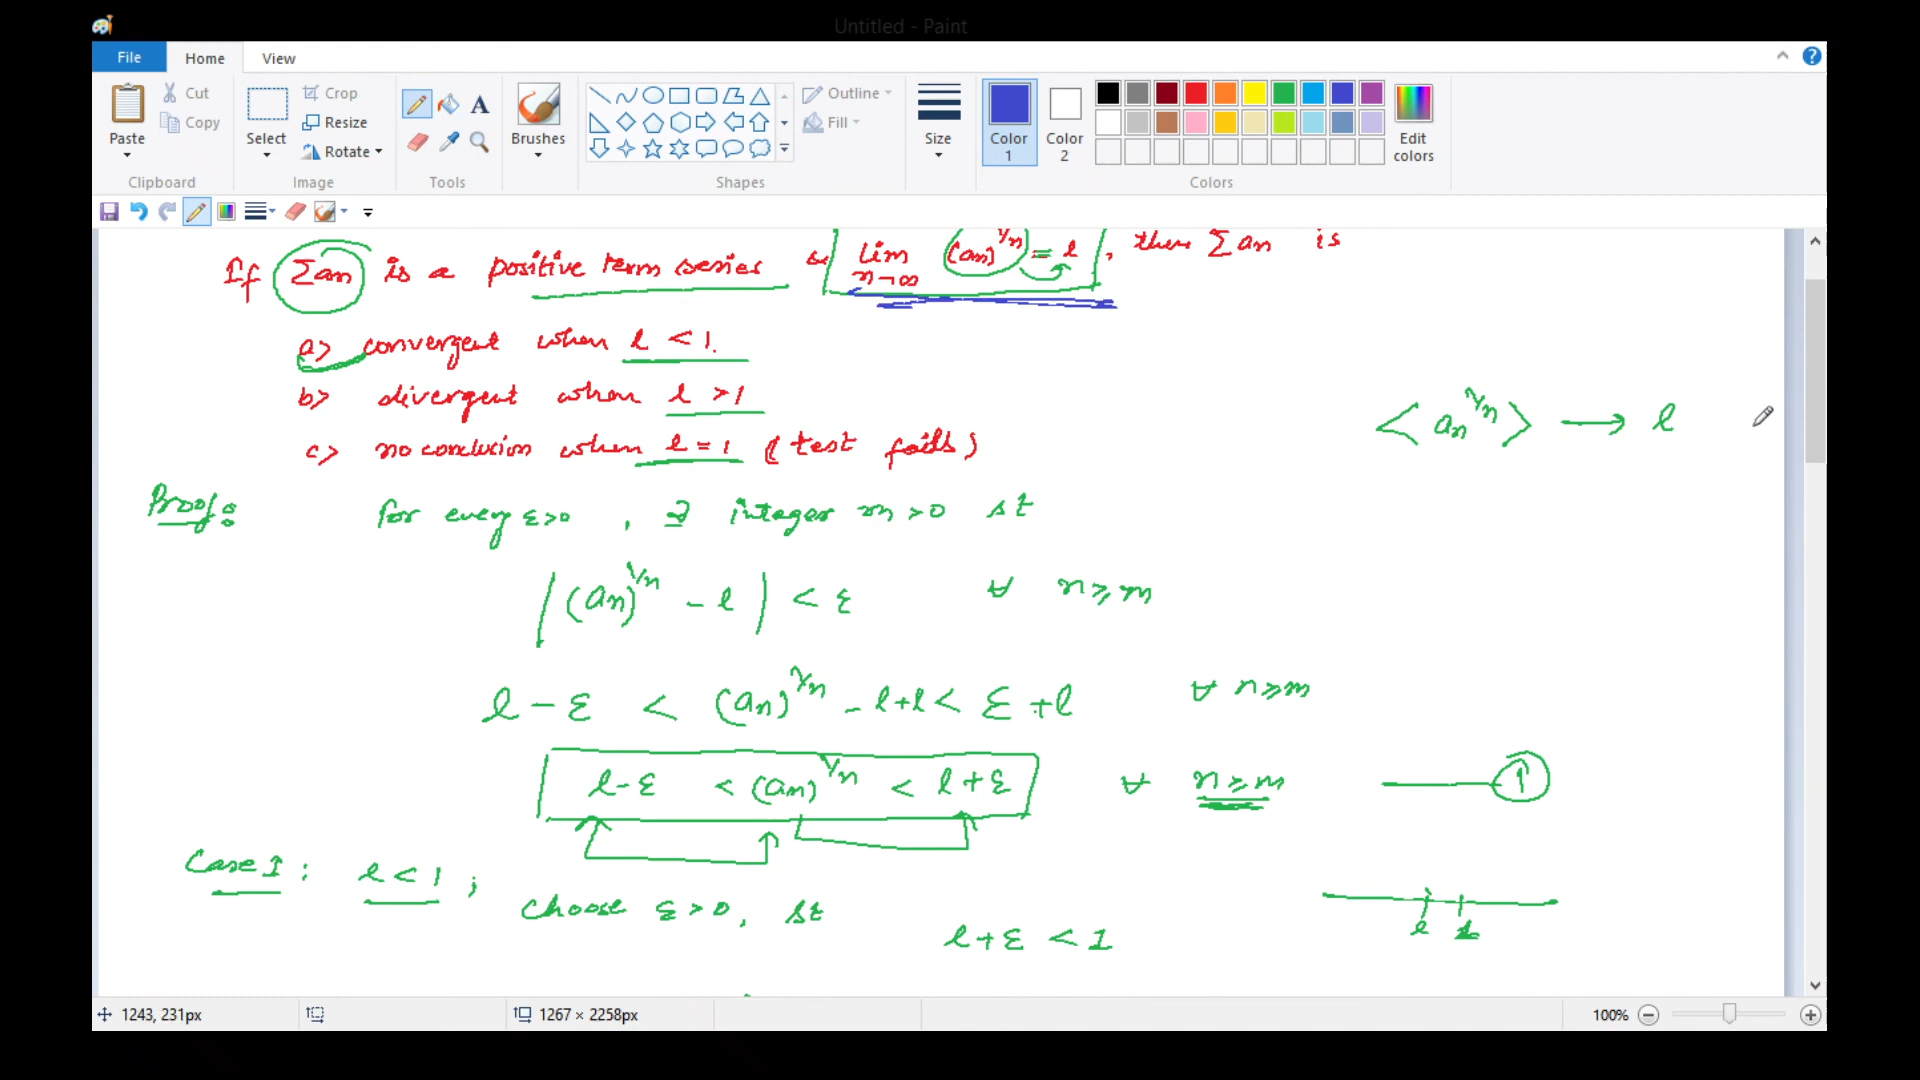 Untitled - Paint
File Home View
Paste Cut Copy Select Crop Resize Rotate Brushes Outline Fill Size Color 1 Color 2 Edit colors
Clipboard Image Tools Shapes Colors
If Σan is a positive term series & lim n→∞ (an)^1/n = l, then Σan is
a) convergent when l < 1.
b) divergent when l > 1
c) no conclusion when l = 1 (test fails)
<an^1/n> → l
Proof: for every ε>0, ∃ integer m > 0 st
|(an)^1/n - l| < ε ∀ n≥m
l - ε < (an)^1/n - l+l < ε + l ∀ n≥m
l-ε < (an)^1/n < l+ε ∀ n≥m
1
Case I: l < 1; choose ε > 0, st
l+ε < 1
l 1
1243, 231px 1267 × 2258px 100%